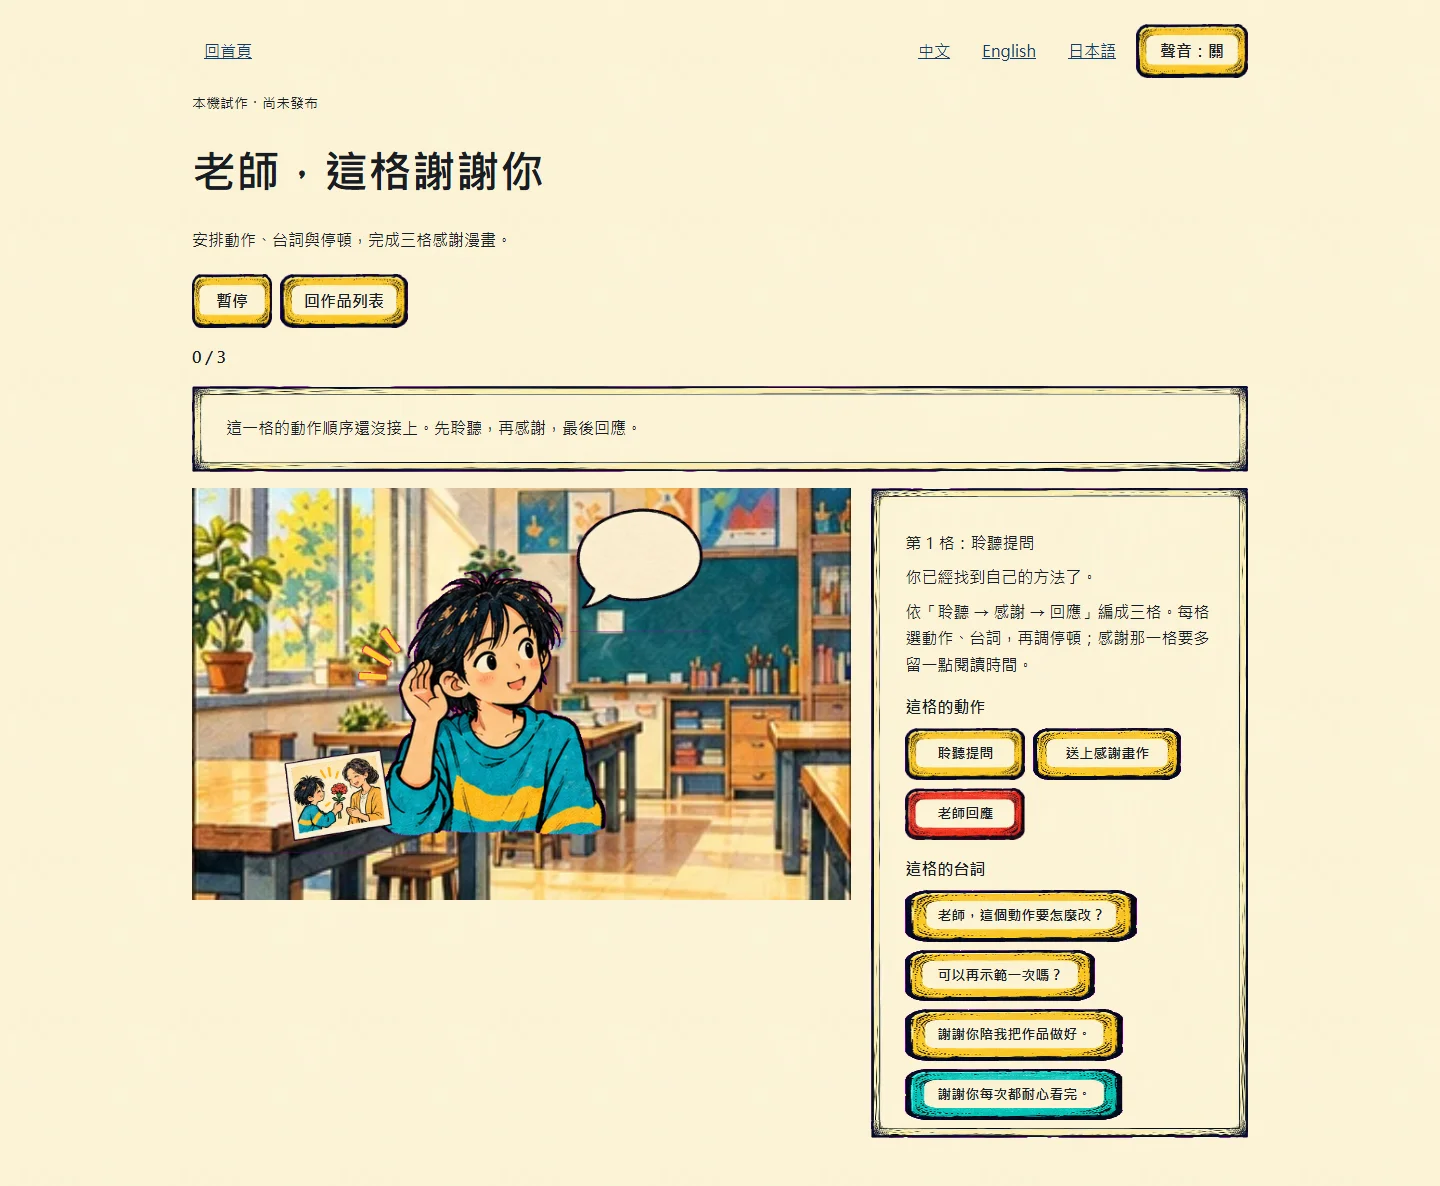 回首頁
中文
English
日本語
聲音：關
本機試作·尚未發布
老師，這格謝謝你
安排動作、台詞與停頓，完成三格感謝漫畫。
暫停
回作品列表
0 / 3
這一格的動作順序還沒接上。先聆聽，再感謝，最後回應。
第 1 格：聆聽提問
你已經找到自己的方法了。
依「聆聽 → 感謝 → 回應」編成三格。每格
選動作、台詞，再調停頓；感謝那一格要多
留一點閱讀時間。
這格的動作
聆聽提問
送上感謝畫作
老師回應
這格的台詞
老師，這個動作要怎麼改？
可以再示範一次嗎？
謝謝你陪我把作品做好。
謝謝你每次都耐心看完。